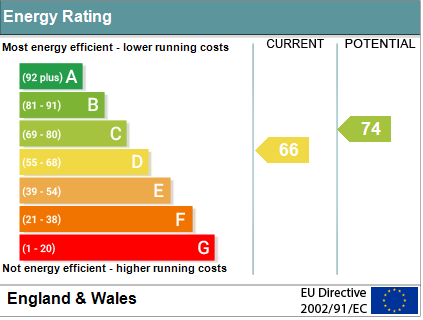 Energy Rating
Most energy efficient - lower running costs
CURRENT
POTENTIAL
(92 plus) A
(81 - 91) B
(69 - 80) C
(55 - 68) D
(39 - 54) E
(21 - 38) F
(1 - 20) G
66
74
Not energy efficient - higher running costs
England & Wales
EU Directive
2002/91/EC